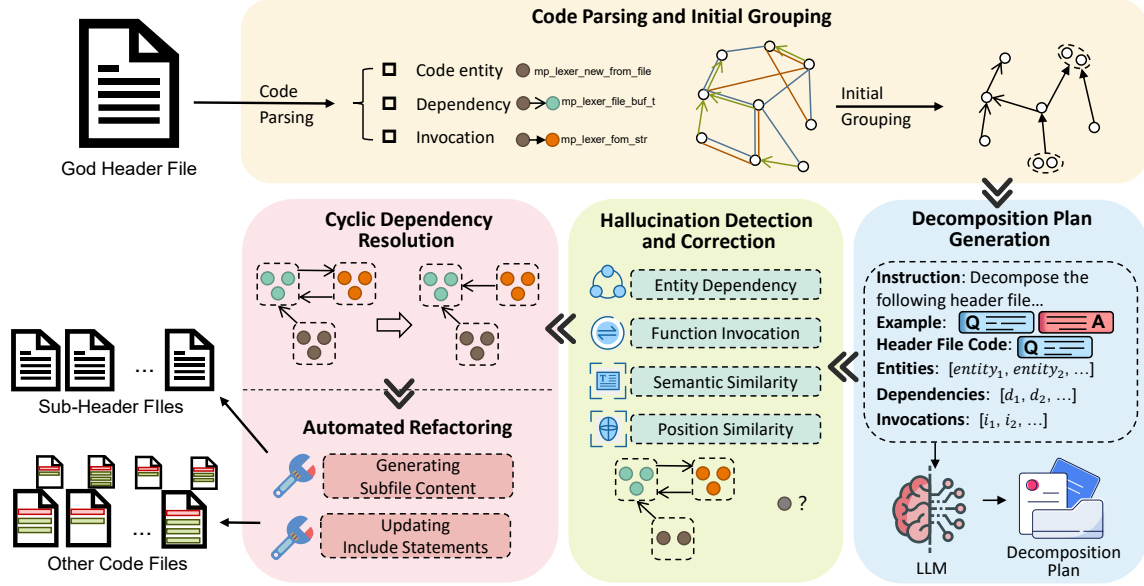 Code Parsing and Initial Grouping
God Header File
Code
Parsing
Code entity
mp_lexer_new_from_file
Dependency
mp_lexer_file_buf_t
Invocation
mp_lexer_fom_str
Initial
Grouping
Decomposition Plan
Generation
Instruction: Decompose the
following header file...
Example:
Q
A
Header File Code:
Q
Entities: [entity₁, entity₂, ...]
Dependencies: [d₁, d₂, ...]
Invocations: [i₁, i₂, ...]
LLM
Decomposition
Plan
Hallucination Detection
and Correction
Entity Dependency
Function Invocation
Semantic Similarity
Position Similarity
?
Cyclic Dependency
Resolution
Automated Refactoring
Generating
Subfile Content
Updating
Include Statements
...
Sub-Header FIles
...
...
Other Code Files